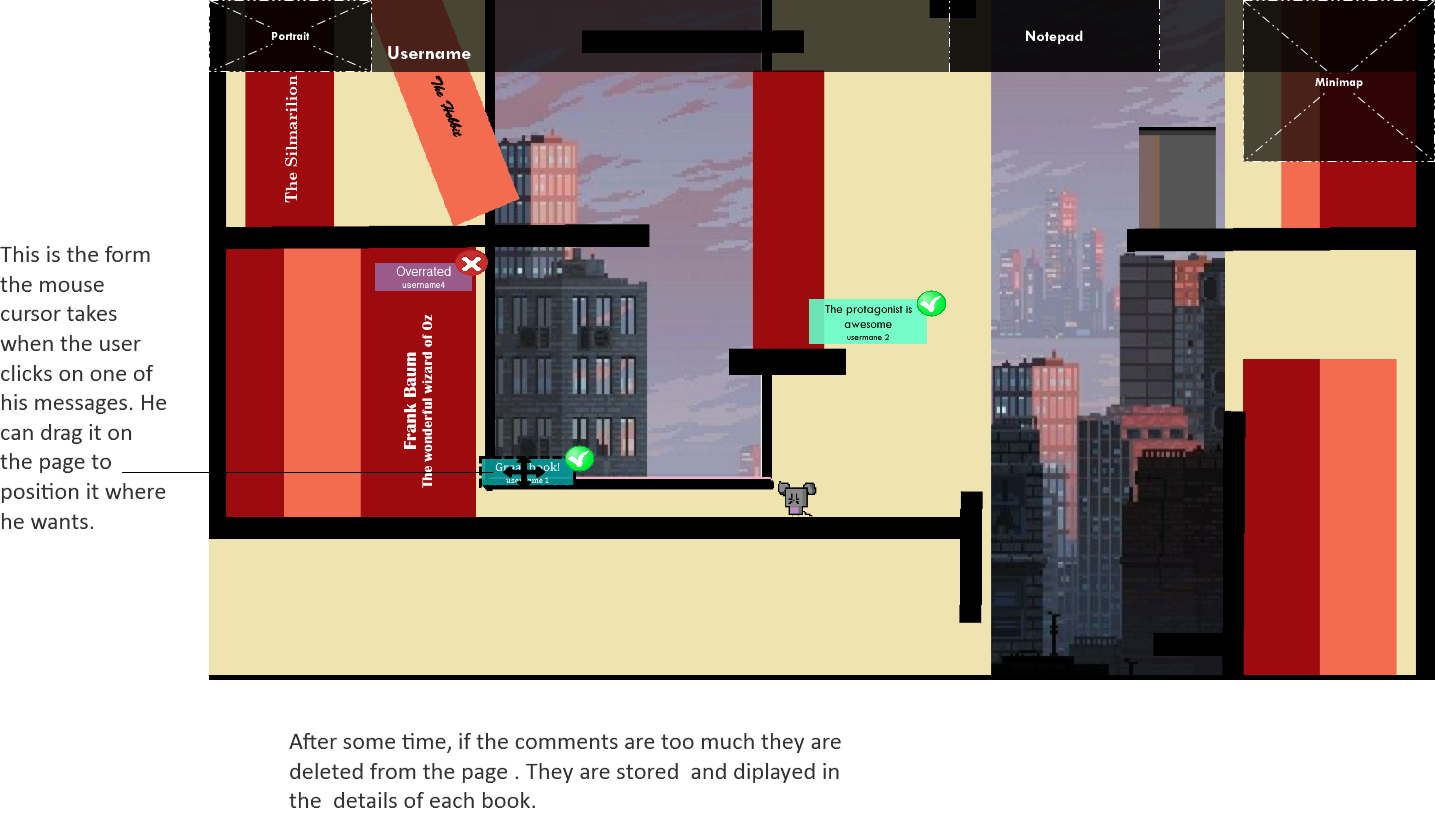 Portrait
Username
Notepad
Minimap
The Silmarilion
The Hobbit
This is the form
the mouse
cursor takes
when the user
clicks on one of
his messages. He
can drag it on
the page to
position it where
he wants.
Overrated
username4
The protagonist is
awesome
usermane 2
Frank Baum
The wonderful wizard of Oz
book!
1
After some time, if the comments are too much they are
deleted from the page . They are stored  and diplayed in
the  details of each book.